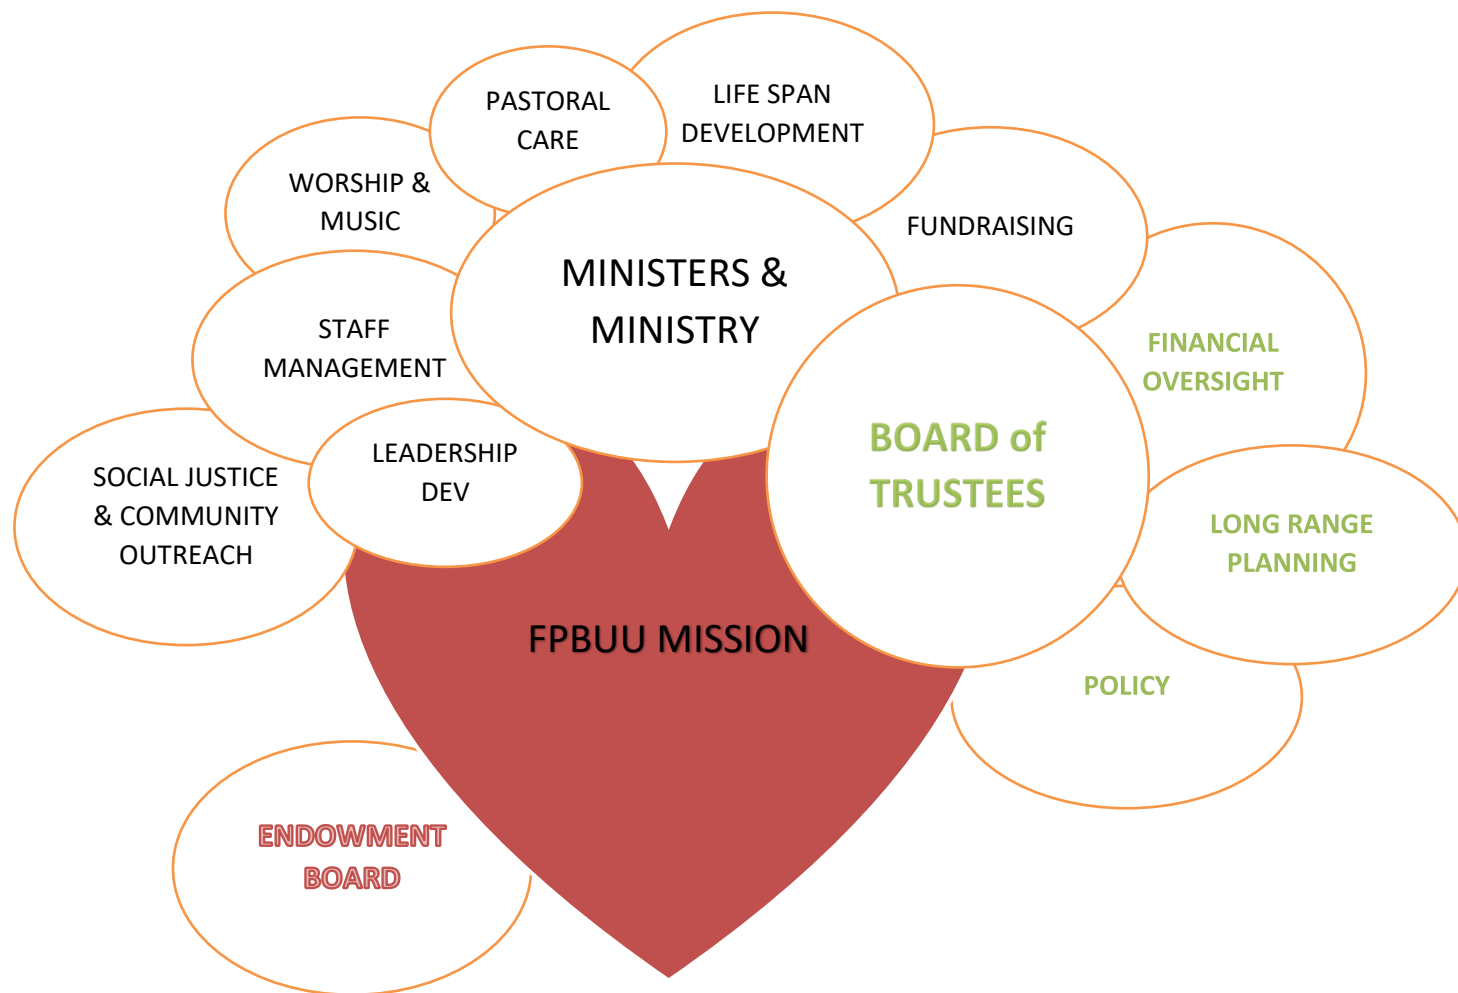 PASTORAL
CARE
LIFE SPAN
DEVELOPMENT
WORSHIP &
MUSIC
FUNDRAISING
MINISTERS &
MINISTRY
STAFF
MANAGEMENT
FINANCIAL
OVERSIGHT
LEADERSHIP
DEV
BOARD of
TRUSTEES
SOCIAL JUSTICE
& COMMUNITY
OUTREACH
LONG RANGE
PLANNING
FPBUU MISSION
POLICY
ENDOWMENT
BOARD